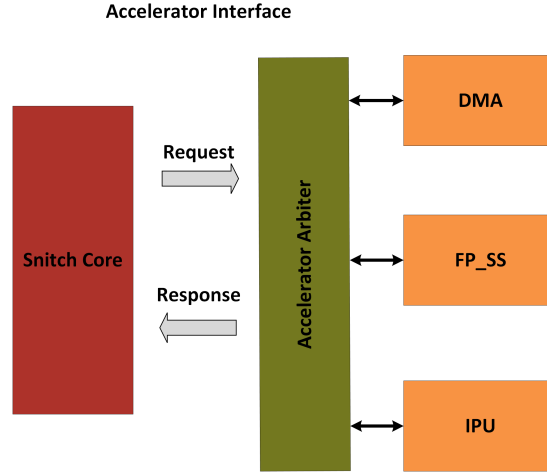 Accelerator Interface
DMA
Request
Snitch Core
Accelerator Arbiter
FP_SS
Response
IPU